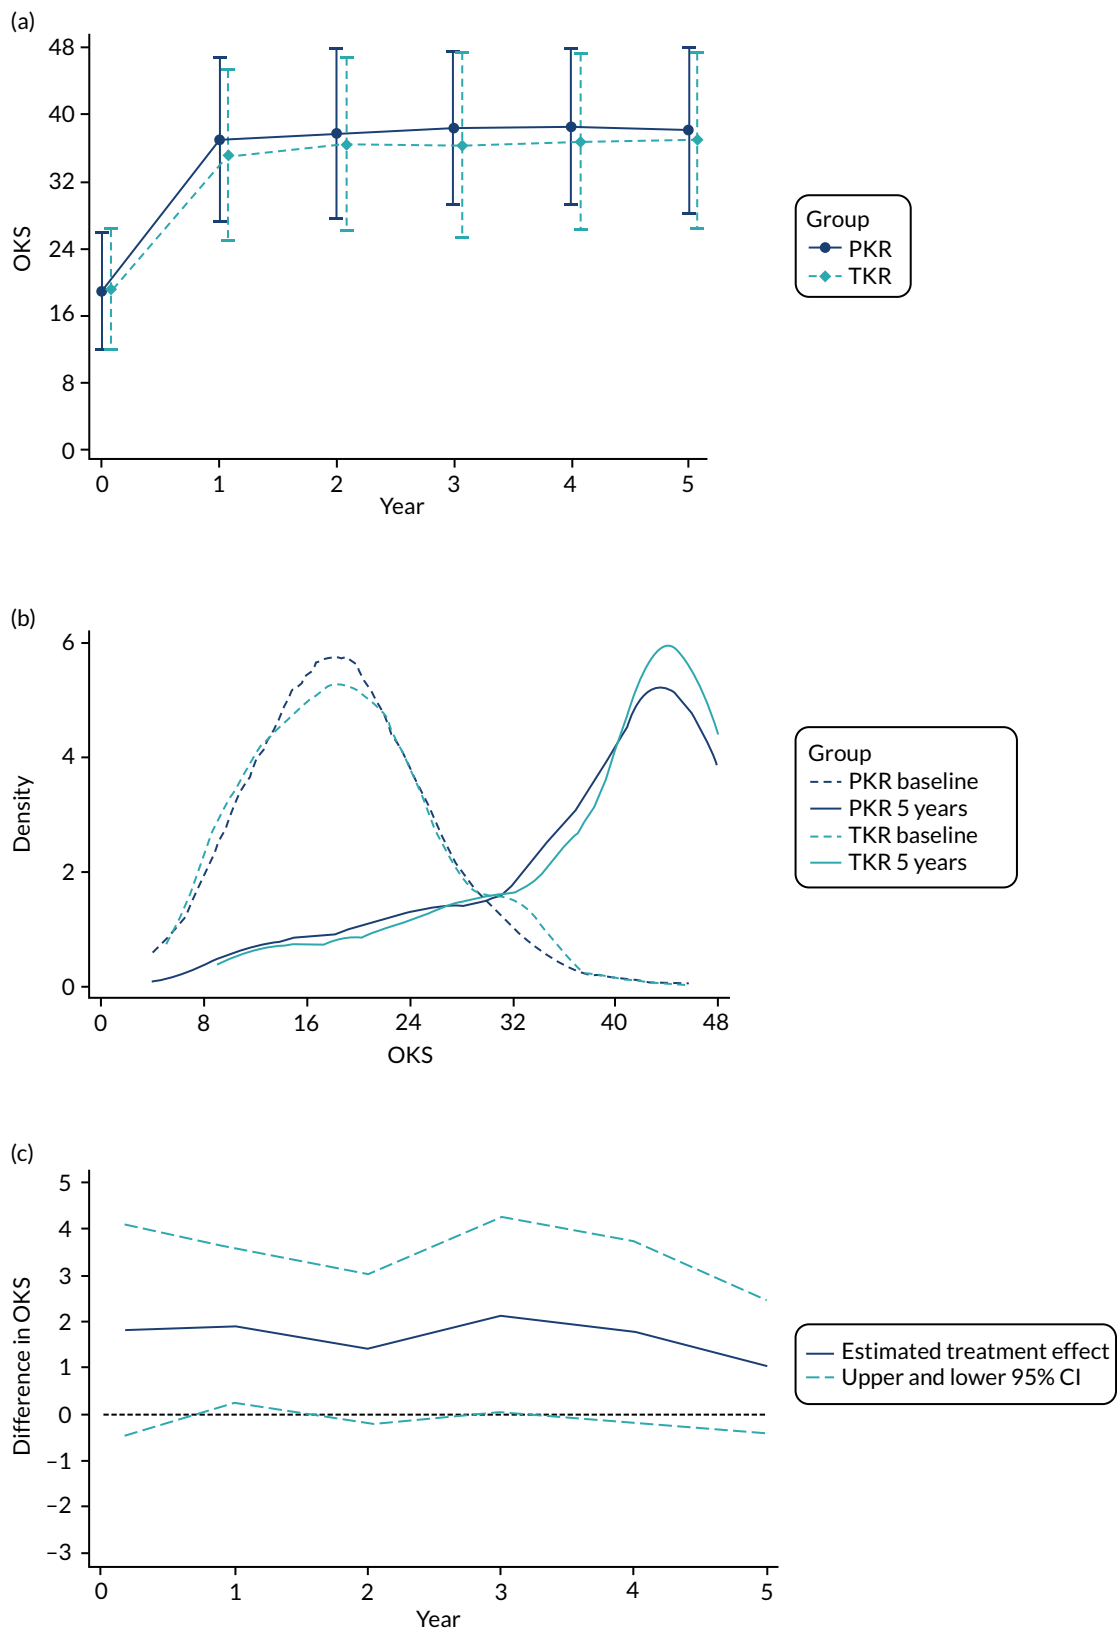 (a)
48
40
32
24
16
8
0
OKS
0 1 2 3 4 5
Year
Group
PKR
TKR
(b)
6
4
2
0
Density
0 8 16 24 32 40 48
OKS
Group
PKR baseline
PKR 5 years
TKR baseline
TKR 5 years
(c)
5
4
3
2
1
0
−1
−2
−3
Difference in OKS
0 1 2 3 4 5
Year
Estimated treatment effect
Upper and lower 95% CI